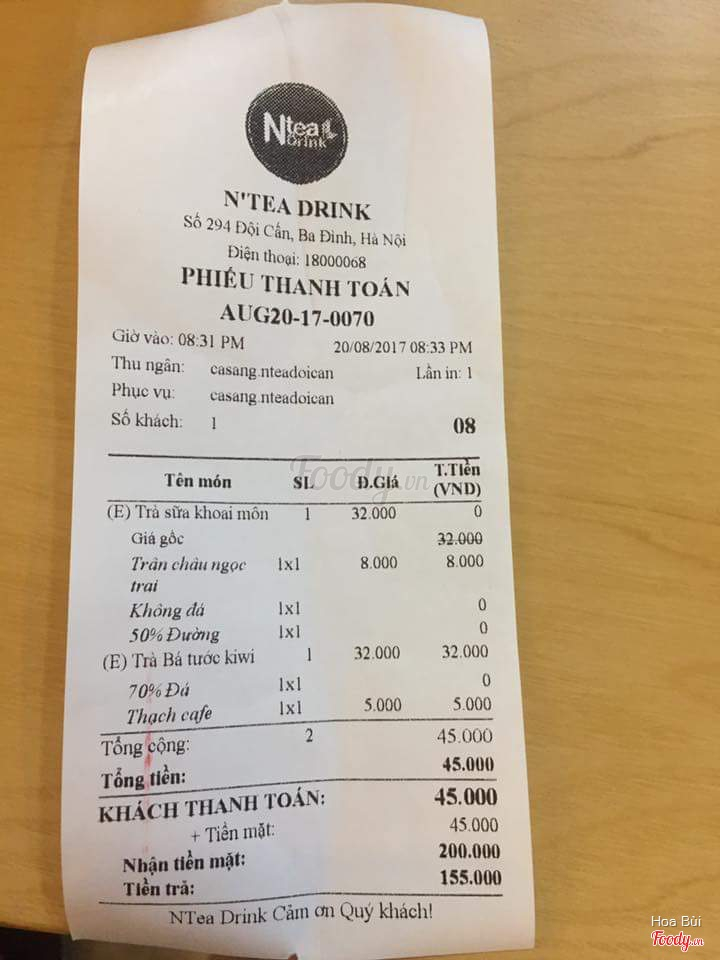 Ntea
Drink
N'TEA DRINK
Số 294 Đội Cấn, Ba Đình, Hà Nội
Điện thoại: 18000068
PHIẾU THANH TOÁN
AUG20-17-0070
Giờ vào: 08:31 PM 20/08/2017 08:33 PM
Thu ngân: casang.nteadoican Lần in: 1
Phục vụ: casang.nteadoican
Số khách: 1 08
Foody.vn
Tên món SL Đ.Giá T.Tiền (VND)
(E) Trà sữa khoai môn 1 32.000 0
Giá gốc 32.000
Trân châu ngọc trai 1x1 8.000 8.000
Không đá 1x1 0
50% Đường 1x1 0
(E) Trà Bá tước kiwi 1 32.000 32.000
70% Đá 1x1 0
Thạch cafe 1x1 5.000 5.000
Tổng cộng: 2 45.000
Tổng tiền: 45.000
KHÁCH THANH TOÁN: 45.000
+ Tiền mặt: 45.000
Nhận tiền mặt: 200.000
Tiền trả: 155.000
NTea Drink Cảm ơn Quý khách!
Hoa Bùi
Foody.vn